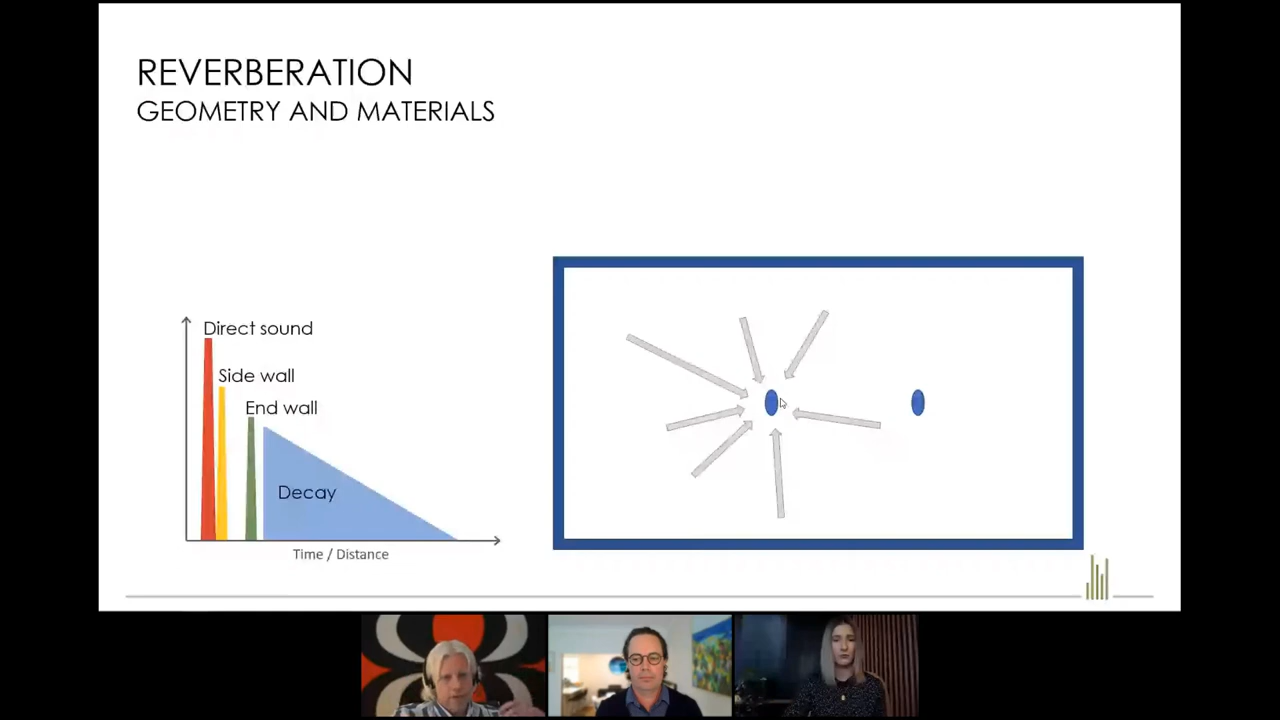 REVERBERATION
GEOMETRY AND MATERIALS
Direct sound
Side wall
End wall
Decay
Time / Distance